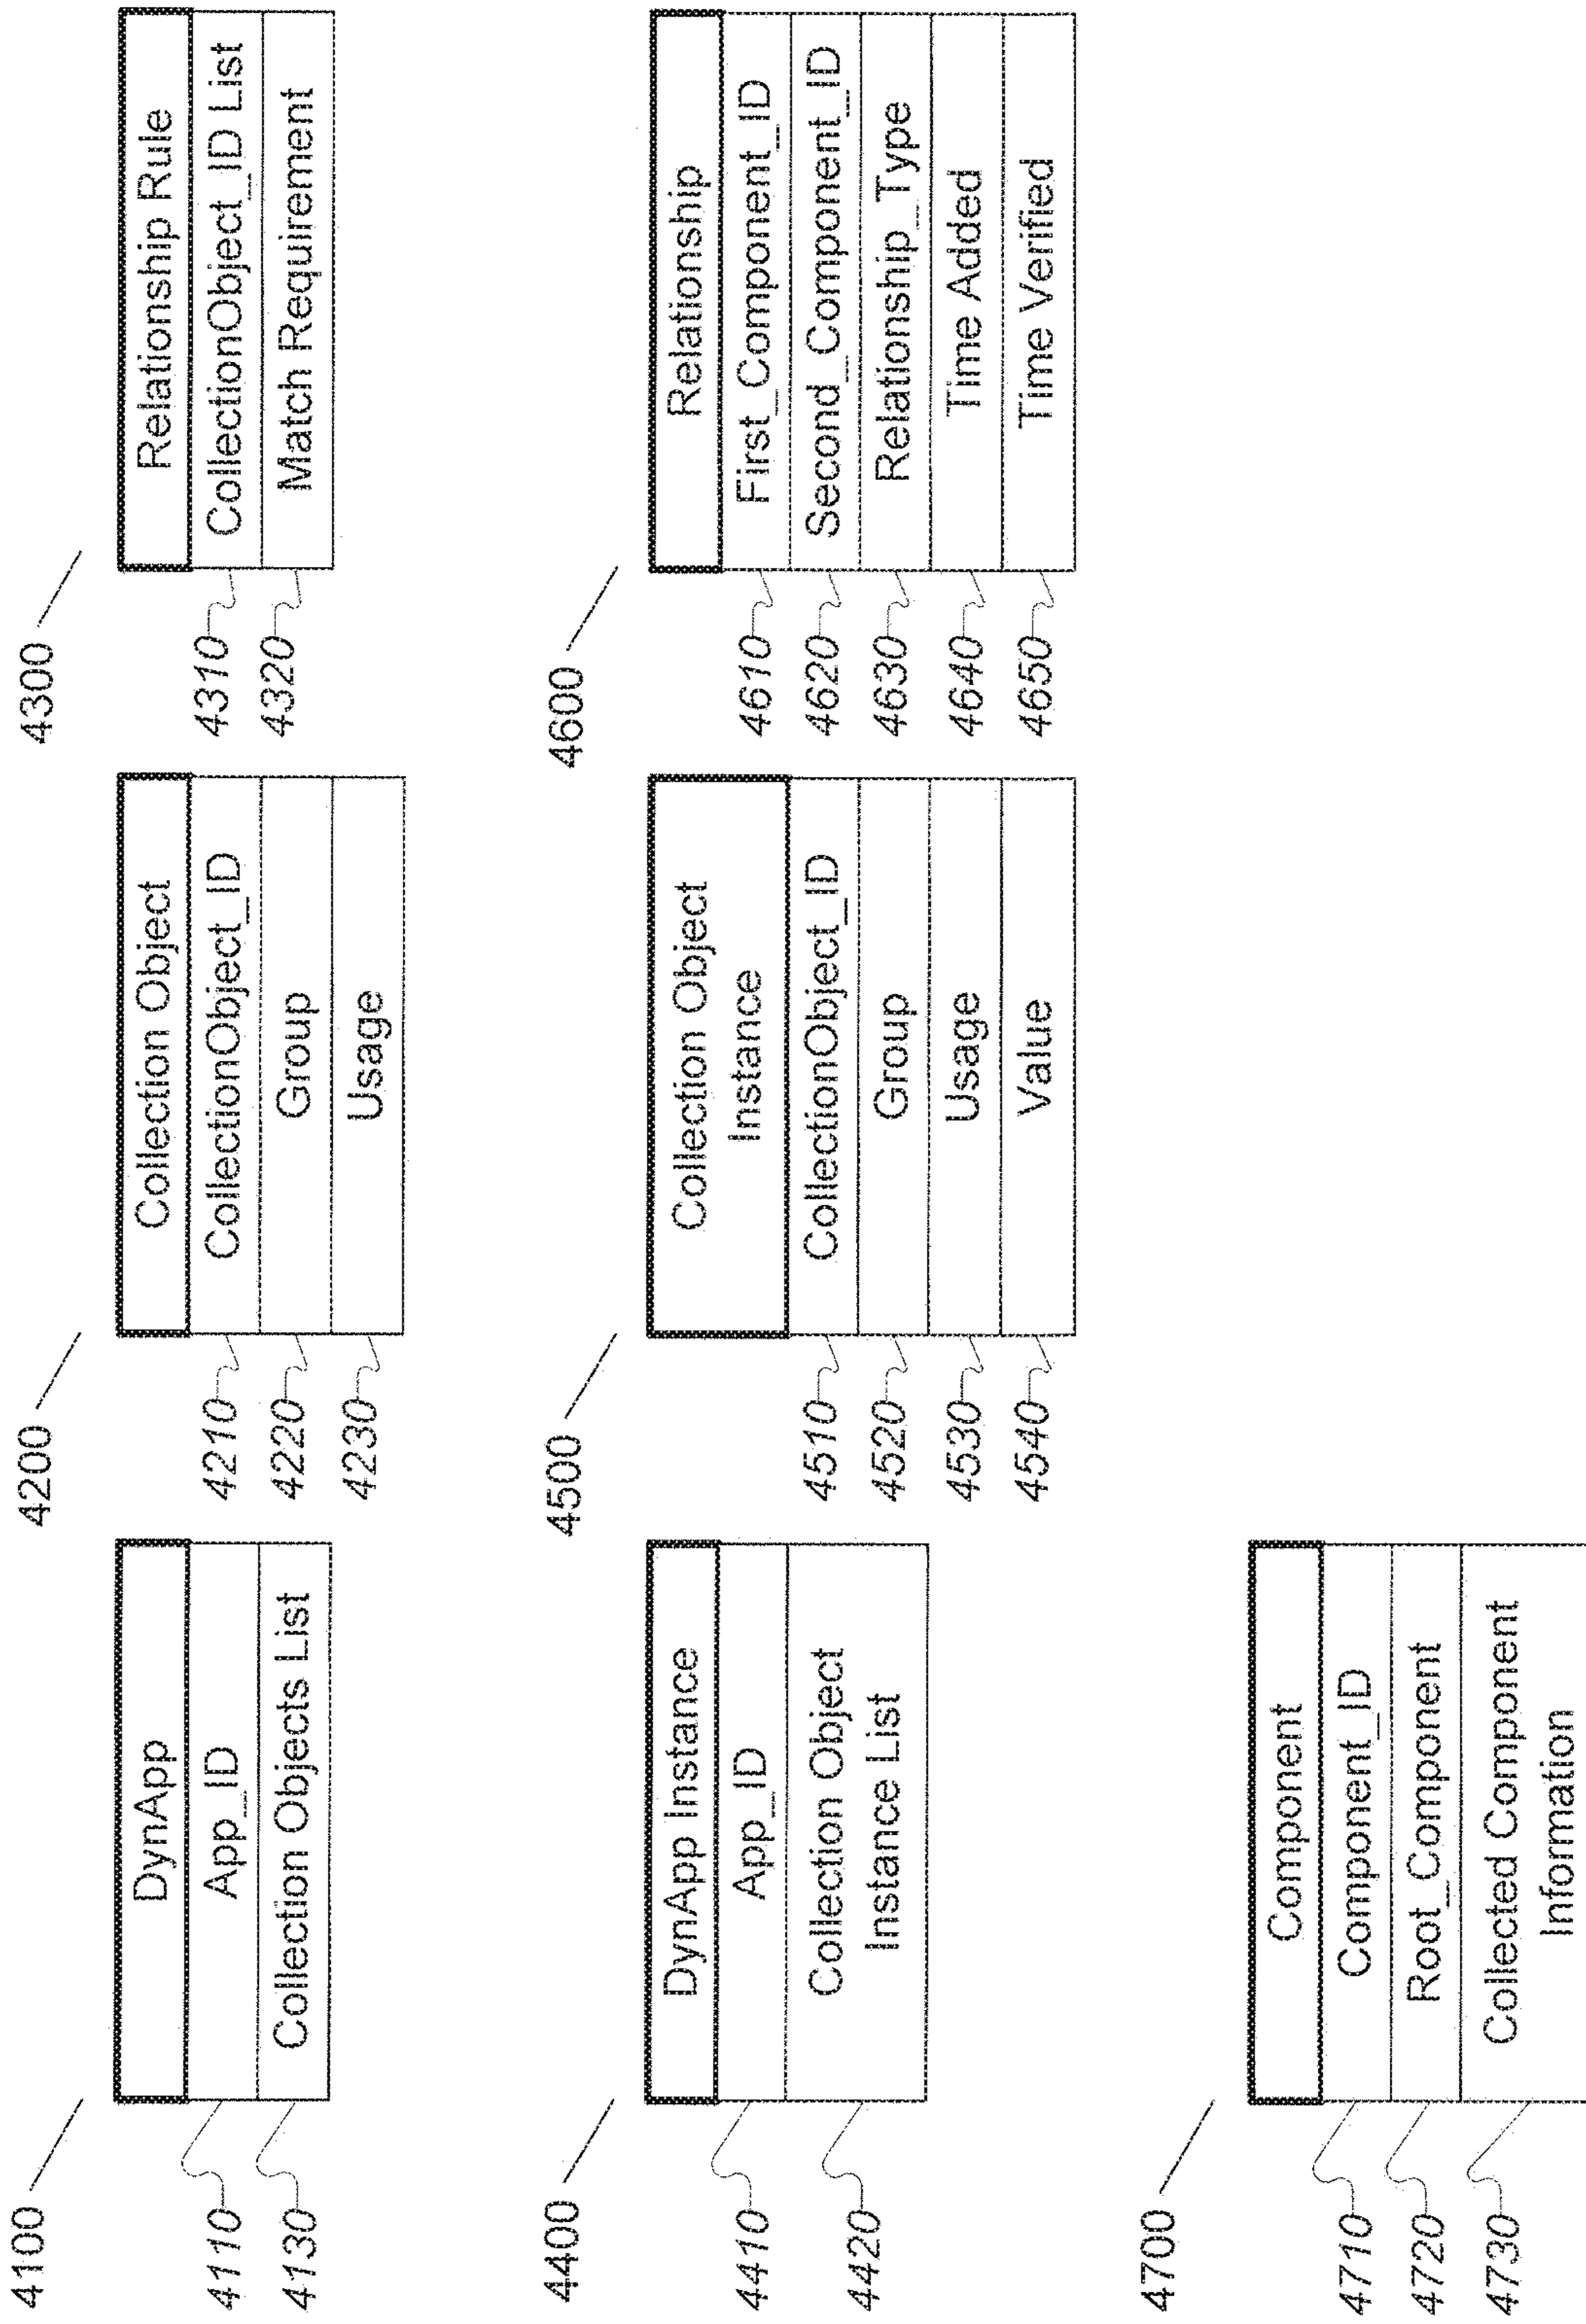 4100
DynApp
4110
App_ID
4130
Collection Objects List
4200
Collection Object
4210
CollectionObject_ID
4220
Group
4230
Usage
4300
Relationship Rule
4310
CollectionObject_ID List
4320
Match Requirement
4400
DynApp Instance
4410
App_ID
4420
Collection Object
Instance List
4500
Collection Object
Instance
4510
CollectionObject_ID
4520
Group
4530
Usage
4540
Value
4600
Relationship
4610
First_Component_ID
4620
Second_Component_ID
4630
Relationship_Type
4640
Time Added
4650
Time Verified
4700
Component
4710
Component_ID
4720
Root_Component
4730
Collected Component
Information